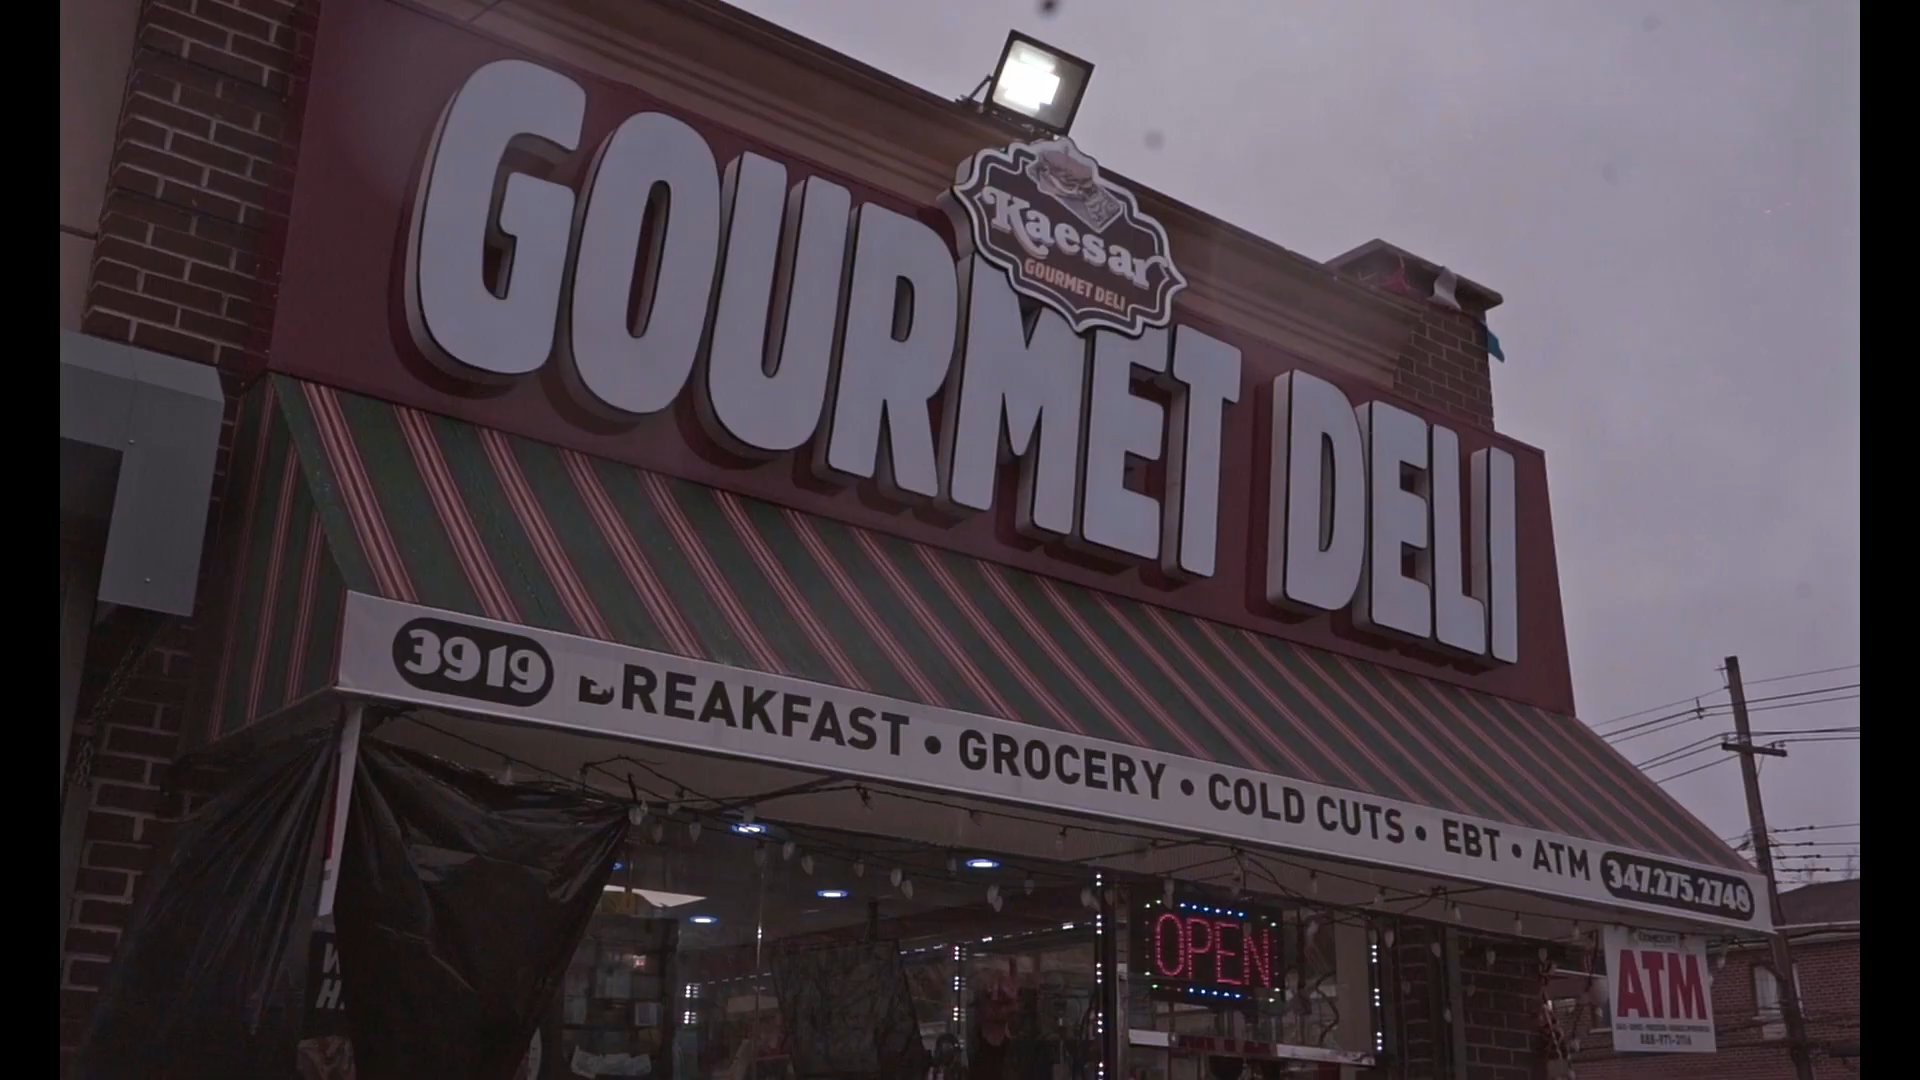 Kaesar
GOURMET DELI
GOURMET DELI
3919 BREAKFAST • GROCERY • COLD CUTS • EBT • ATM 347.275.2748
OPEN
ATM